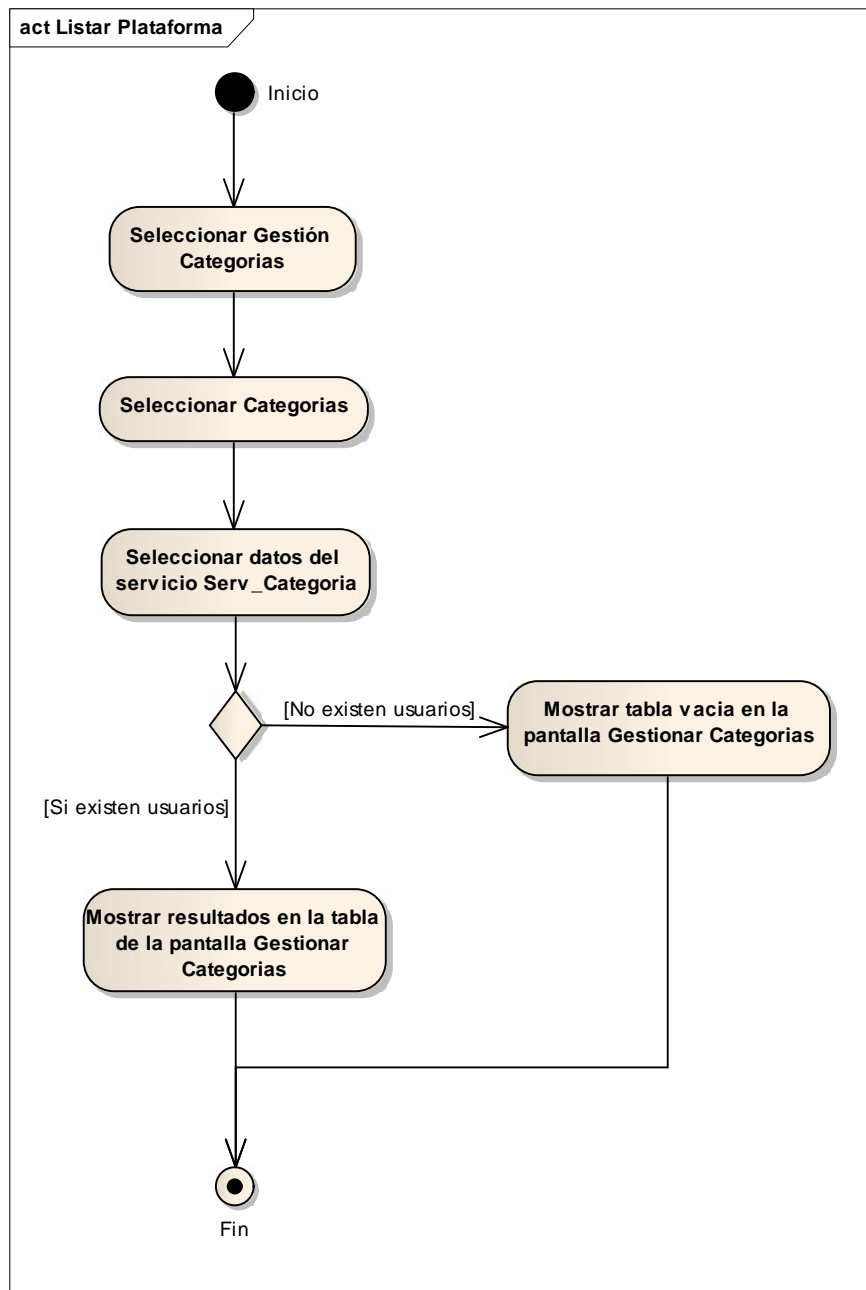 act Listar Plataforma
Inicio
Seleccionar Gestión
Categorias
Seleccionar Categorias
Seleccionar datos del
servicio Serv_Categoria
[No existen usuarios]
Mostrar tabla vacia en la
pantalla Gestionar Categorias
[Si existen usuarios]
Mostrar resultados en la tabla
de la pantalla Gestionar
Categorias
Fin